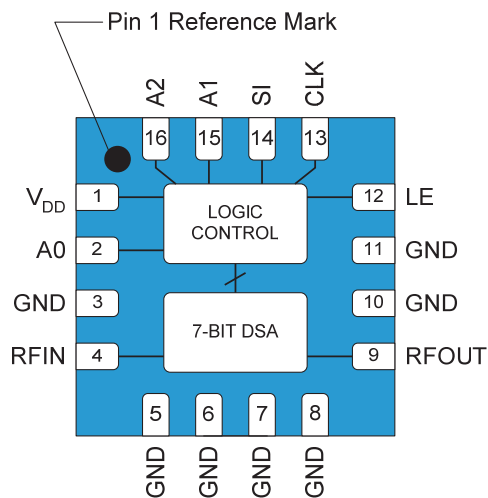 Pin 1 Reference Mark
A2
A1
SI
CLK
16
15
14
13
V_DD
1
LOGIC
CONTROL
12
LE
A0
2
11
GND
GND
3
10
GND
RFIN
4
7-BIT DSA
9
RFOUT
5
6
7
8
GND
GND
GND
GND